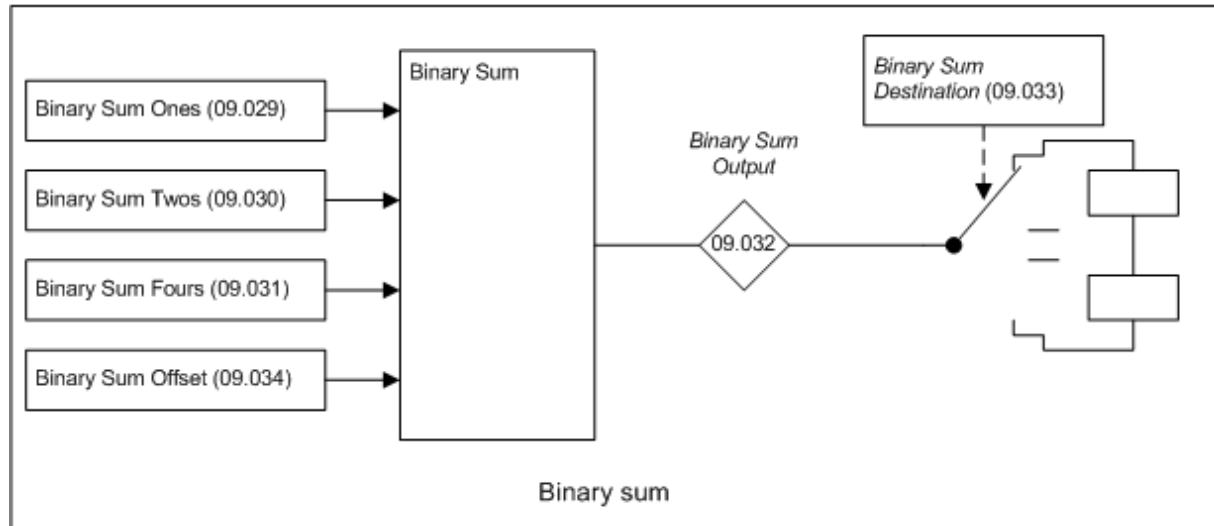 Binary Sum Ones (09.029)
Binary Sum Twos (09.030)
Binary Sum Fours (09.031)
Binary Sum Offset (09.034)
Binary Sum
Binary Sum
Output
09.032
Binary Sum
Destination (09.033)
Binary sum